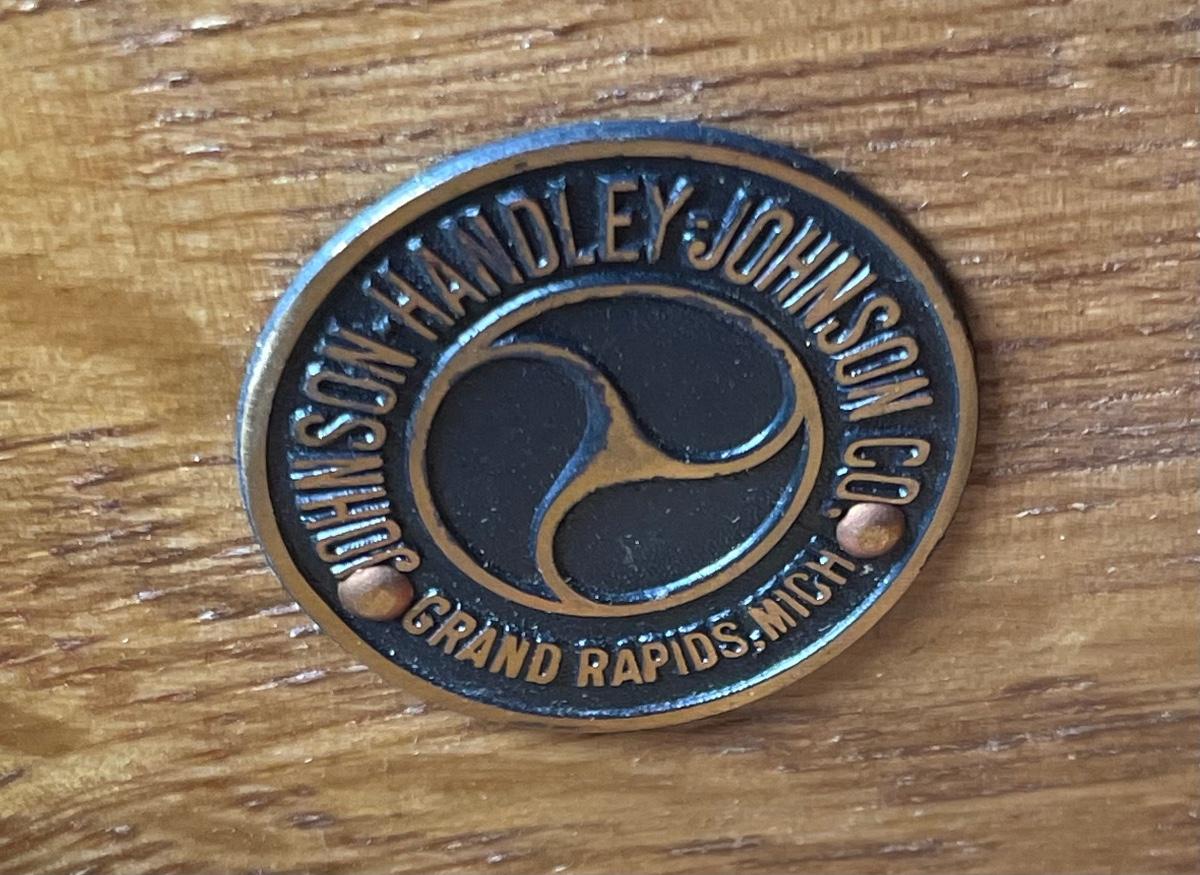 JOHNSON-HANDLEY-JOHNSON CO.
GRAND RAPIDS, MICH